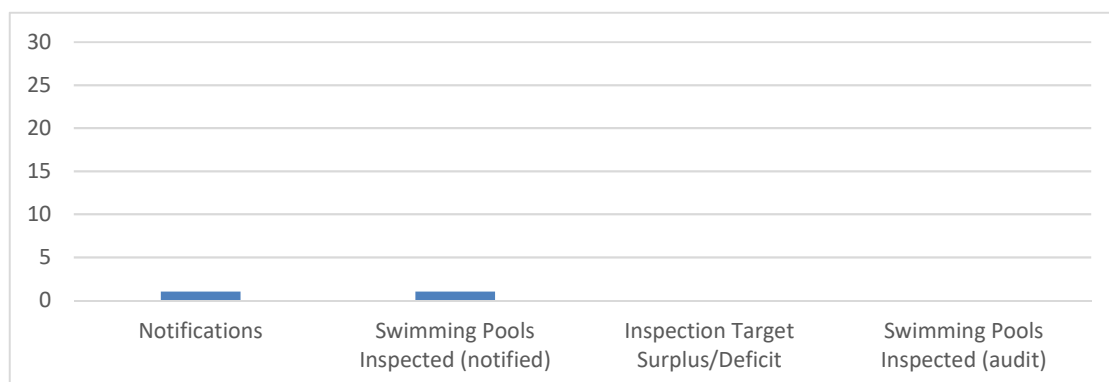 30
25
20
15
10
5
0
Notifications
Swimming Pools
Inspected (notified)
Inspection Target
Surplus/Deficit
Swimming Pools
Inspected (audit)